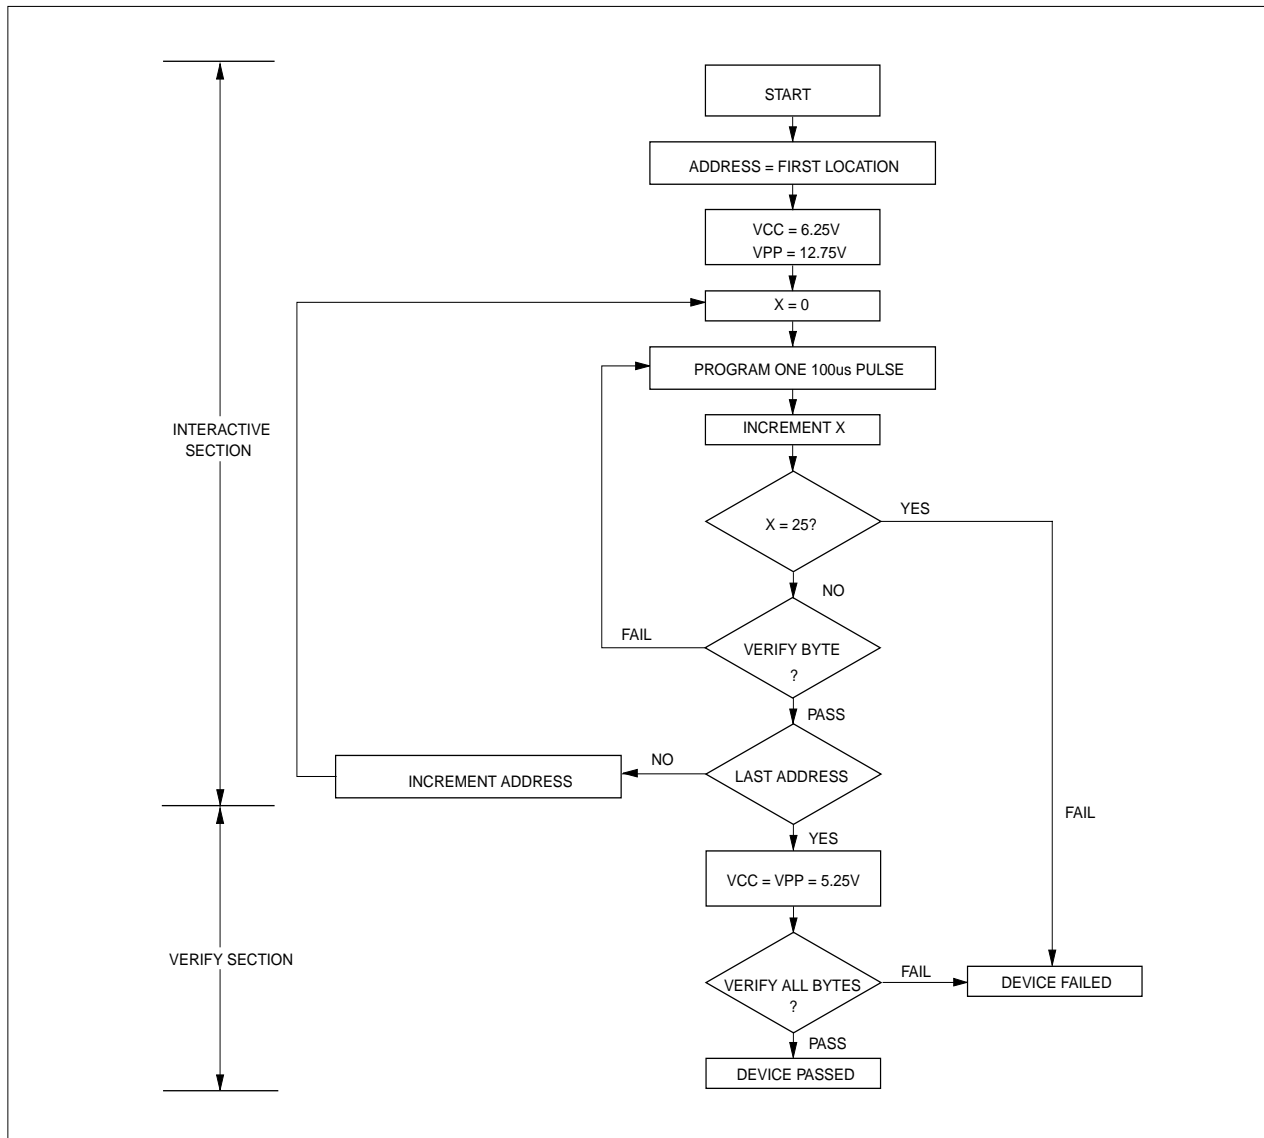 START
ADDRESS = FIRST LOCATION
VCC = 6.25V
VPP = 12.75V
X = 0
PROGRAM ONE 100us PULSE
INCREMENT X
INTERACTIVE
SECTION
X = 25?
YES
NO
FAIL
VERIFY BYTE
?
PASS
NO
LAST ADDRESS
INCREMENT ADDRESS
FAIL
YES
VCC = VPP = 5.25V
VERIFY SECTION
VERIFY ALL BYTES
?
FAIL
DEVICE FAILED
PASS
DEVICE PASSED